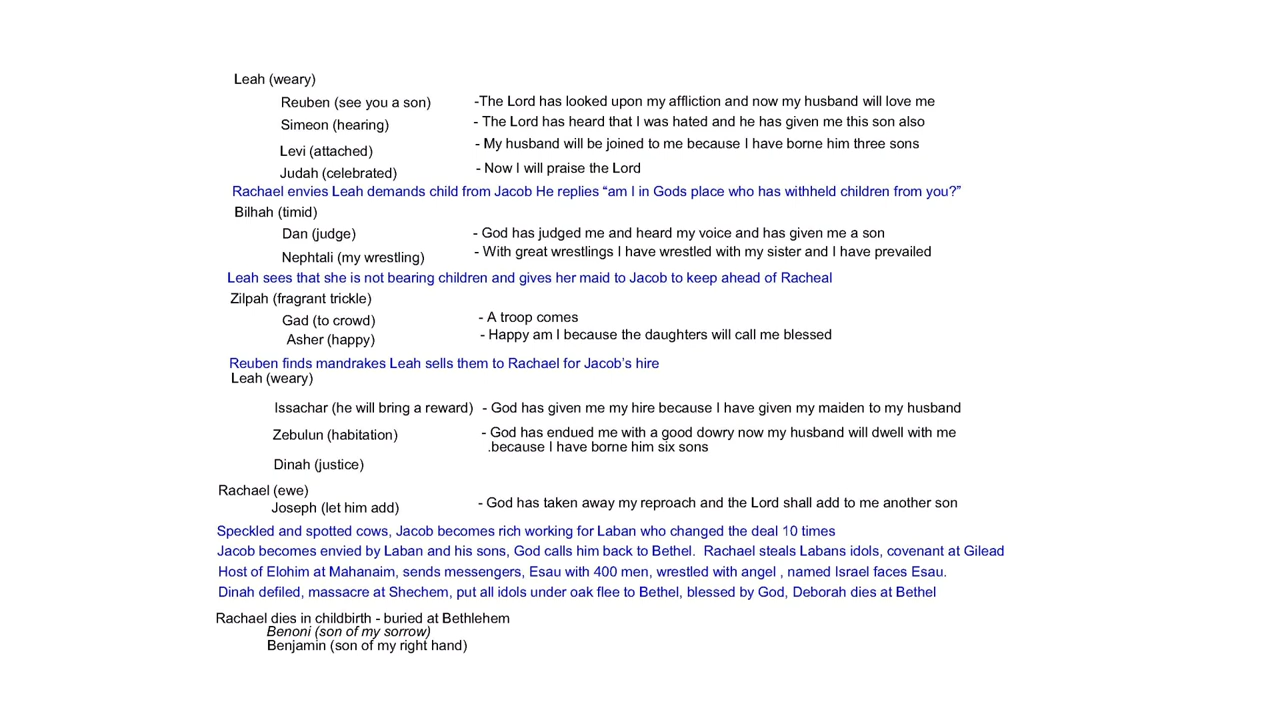 Leah (weary)
Reuben (see you a son) -The Lord has looked upon my affliction and now my husband will love me
Simeon (hearing) - The Lord has heard that I was hated and he has given me this son also
Levi (attached) - My husband will be joined to me because I have borne him three sons
Judah (celebrated) - Now I will praise the Lord
Rachael envies Leah demands child from Jacob He replies “am I in Gods place who has withheld children from you?”
Bilhah (timid)
Dan (judge) - God has judged me and heard my voice and has given me a son
Nephtali (my wrestling) - With great wrestlings I have wrestled with my sister and I have prevailed
Leah sees that she is not bearing children and gives her maid to Jacob to keep ahead of Racheal
Zilpah (fragrant trickle)
Gad (to crowd) - A troop comes
Asher (happy) - Happy am I because the daughters will call me blessed
Reuben finds mandrakes Leah sells them to Rachael for Jacob’s hire
Leah (weary)
Issachar (he will bring a reward) - God has given me my hire because I have given my maiden to my husband
Zebulun (habitation) - God has endued me with a good dowry now my husband will dwell with me
.because I have borne him six sons
Dinah (justice)
Rachael (ewe)
Joseph (let him add) - God has taken away my reproach and the Lord shall add to me another son
Speckled and spotted cows, Jacob becomes rich working for Laban who changed the deal 10 times
Jacob becomes envied by Laban and his sons, God calls him back to Bethel. Rachael steals Labans idols, covenant at Gilead
Host of Elohim at Mahanaim, sends messengers, Esau with 400 men, wrestled with angel , named Israel faces Esau.
Dinah defiled, massacre at Shechem, put all idols under oak flee to Bethel, blessed by God, Deborah dies at Bethel
Rachael dies in childbirth - buried at Bethlehem
Benoni (son of my sorrow)
Benjamin (son of my right hand)